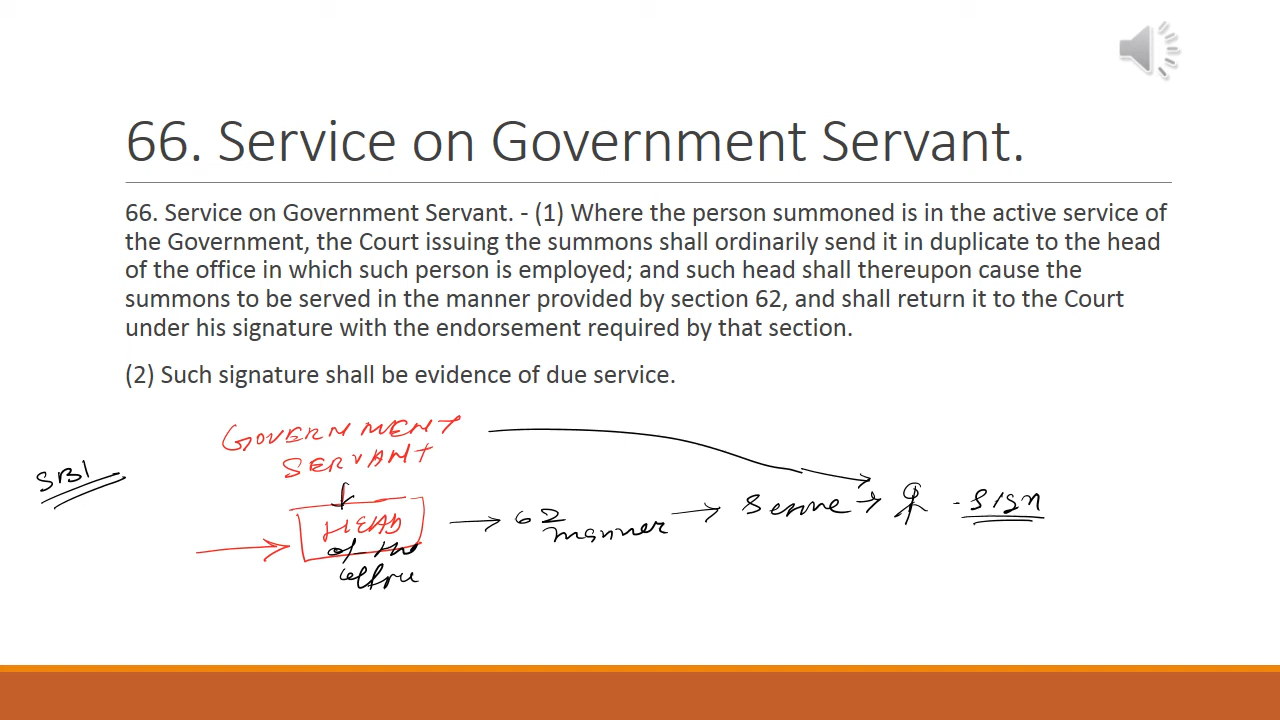 66. Service on Government Servant.
66. Service on Government Servant. - (1) Where the person summoned is in the active service of
the Government, the Court issuing the summons shall ordinarily send it in duplicate to the head
of the office in which such person is employed; and such head shall thereupon cause the
summons to be served in the manner provided by section 62, and shall return it to the Court
under his signature with the endorsement required by that section.
(2) Such signature shall be evidence of due service.
GOVERNMENT
SERVANT
SBI
HEAD
of the
office
62
manner
Serve
- Sign